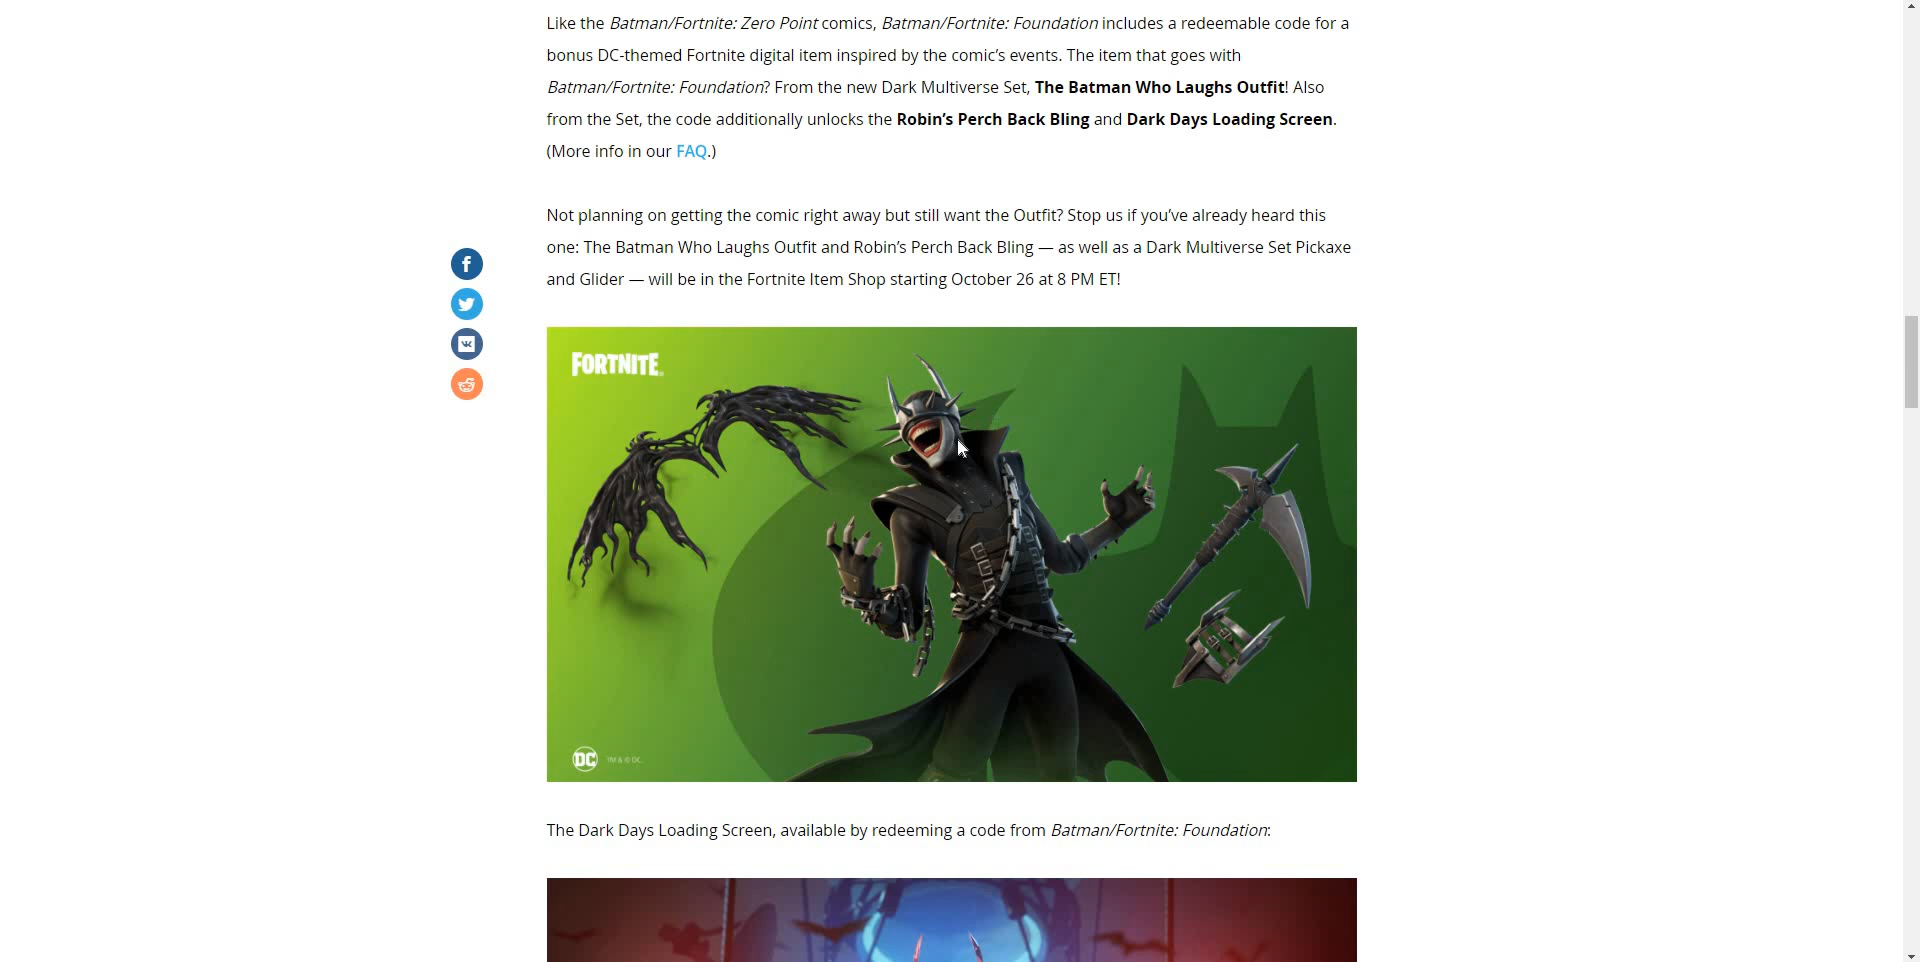 Like the Batman/Fortnite: Zero Point comics, Batman/Fortnite: Foundation includes a redeemable code for a
bonus DC-themed Fortnite digital item inspired by the comic’s events. The item that goes with
Batman/Fortnite: Foundation? From the new Dark Multiverse Set, The Batman Who Laughs Outfit! Also
from the Set, the code additionally unlocks the Robin’s Perch Back Bling and Dark Days Loading Screen.
(More info in our FAQ.)
Not planning on getting the comic right away but still want the Outfit? Stop us if you’ve already heard this
one: The Batman Who Laughs Outfit and Robin’s Perch Back Bling — as well as a Dark Multiverse Set Pickaxe
and Glider — will be in the Fortnite Item Shop starting October 26 at 8 PM ET!
FORTNITE
DC TM & © DC.
The Dark Days Loading Screen, available by redeeming a code from Batman/Fortnite: Foundation: